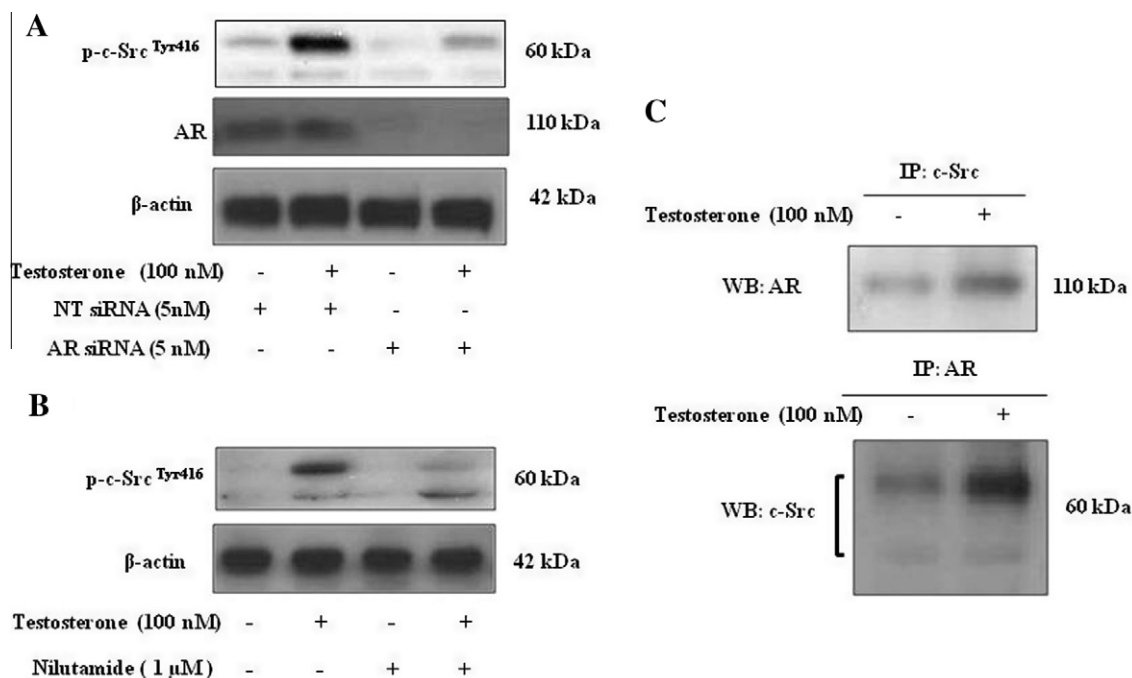 A
p-c-Src Tyr416
60 kDa
AR
110 kDa
β-actin
42 kDa
Testosterone (100 nM) - + - +
NT siRNA (5nM) + + - -
AR siRNA (5 nM) - - + +
B
p-c-Src Tyr416
60 kDa
β-actin
42 kDa
Testosterone (100 nM) - + - +
Nilutamide ( 1 μM) - - + +
C
IP: c-Src
Testosterone (100 nM) - +
WB: AR
110 kDa
IP: AR
Testosterone (100 nM) - +
WB: c-Src
60 kDa